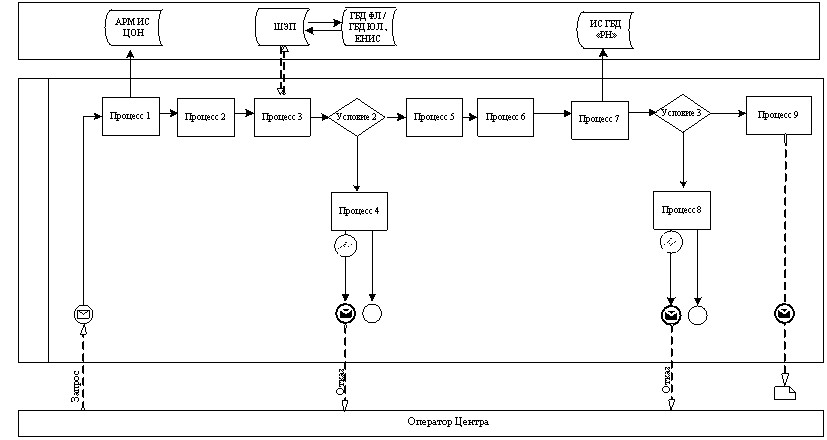 АРМ ИС
ЦОН
ШЭП
ГБД ФЛ /
ГБД ЮЛ,
ЕНИС
ИС ГБД
«РН»
Процесс 1
Процесс 2
Процесс 3
Условие 2
Процесс 5
Процесс 6
Процесс 7
Условие 3
Процесс 9
Процесс 4
Процесс 8
Запрос
Отказ
Отказ
Оператор Центра